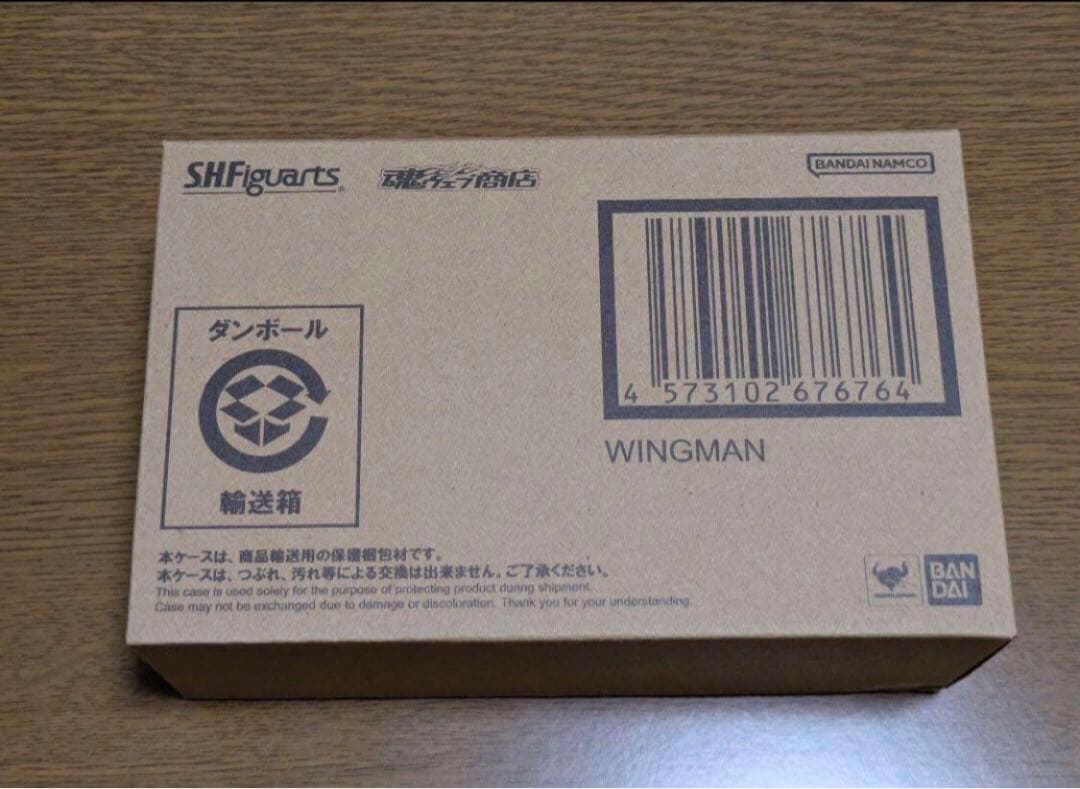 S.H.Figuarts
魂ウェブ商店
BANDAI NAMCO
4 573102 676764
WINGMAN
ダンボール
輸送箱
本ケースは、商品輸送用の保護梱包材です。
本ケースは、つぶれ、汚れ等による交換は出来ません。ご了承ください。
This case is used solely for the purpose of protecting product during shipment.
Case may not be exchanged due to damage or discoloration. Thank you for your understanding.
BAN
DAI